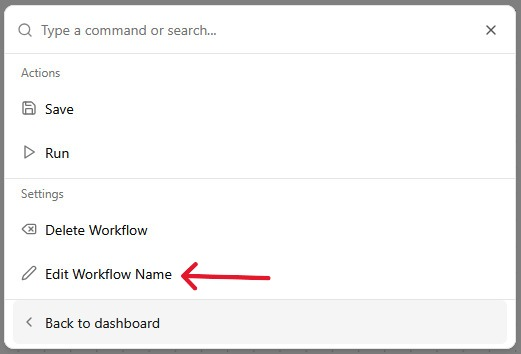 Type a command or search...
Actions
Save
Run
Settings
Delete Workflow
Edit Workflow Name
Back to dashboard